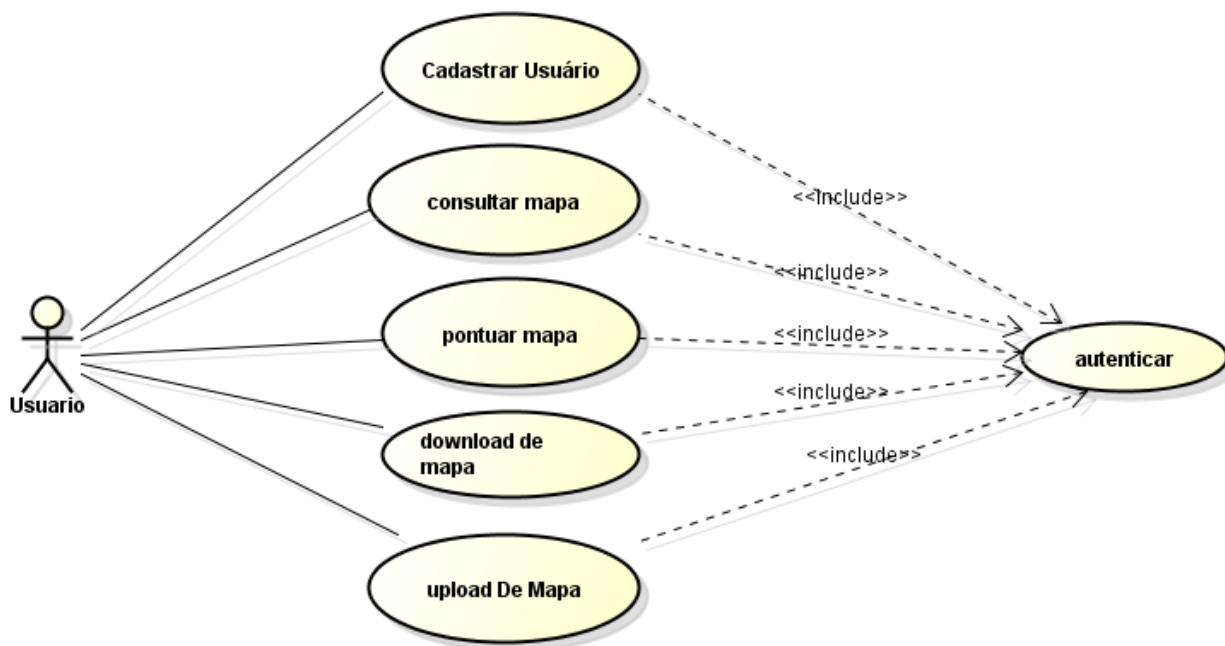 Cadastrar Usuário
<<include>>
consultar mapa
<<include>>
pontuar mapa
<<include>>
autenticar
Usuario
<<include>>
download de
mapa
<<include>>
upload De Mapa